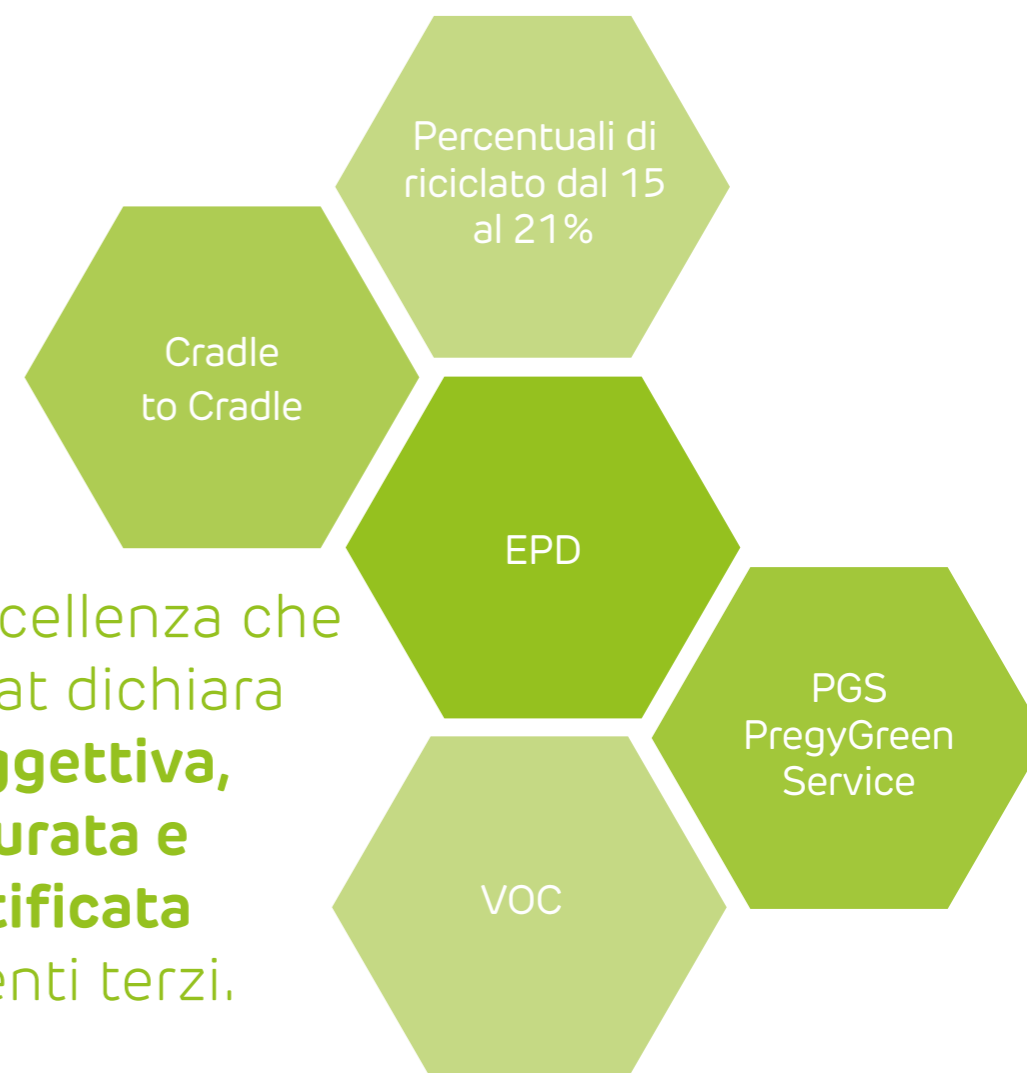 Percentuali di
riciclato dal 15
al 21%
Cradle
to Cradle
EPD
cellenza che
at dichiara
ggettiva,
urata e
tificata
enti terzi.
PGS
PregyGreen
Service
VOC